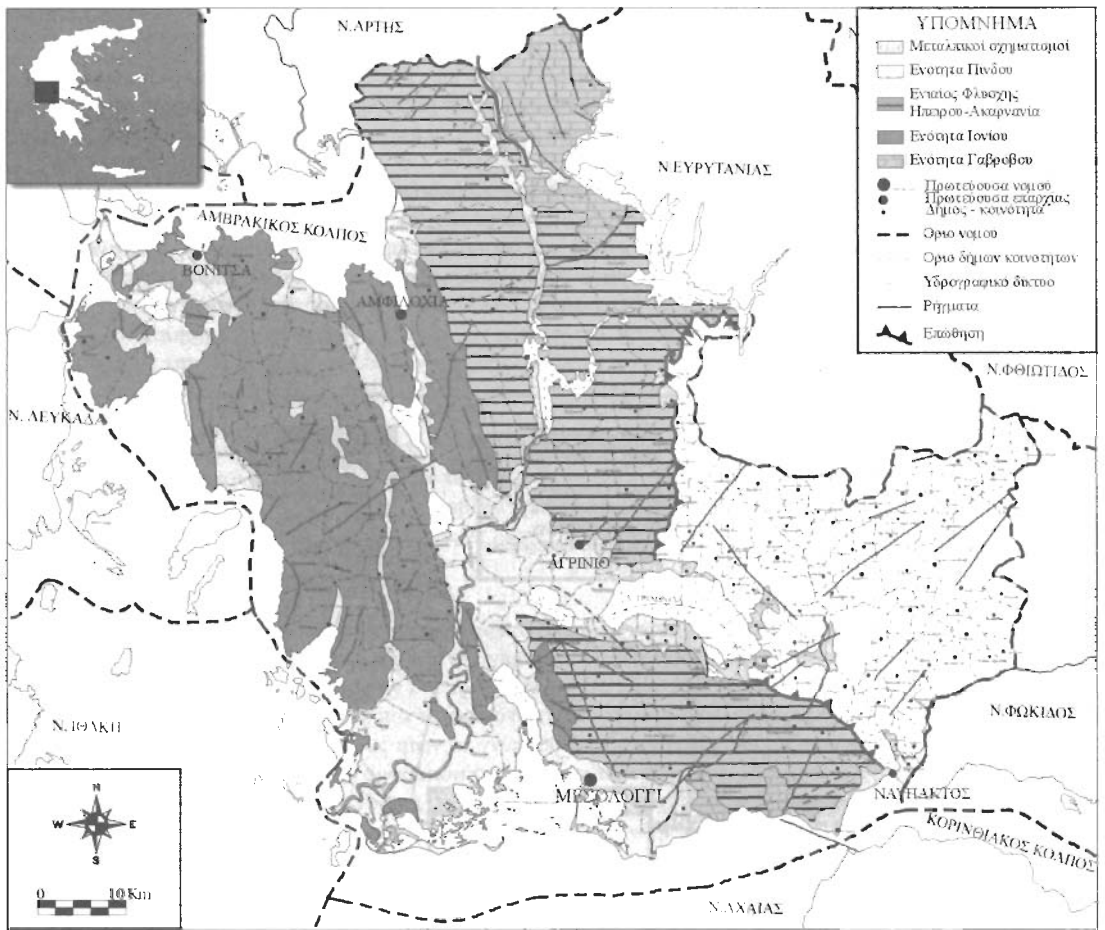 Ν.ΑΡΤΗΣ
ΥΠΟΜΝΗΜΑ
Μεταλπικοί σχηματισμοί
Ενότητα Πίνδου
Ενιαίος Φλύσχης
Ηπείρου-Ακαρνανία
Ενότητα Ιονίου
Ενότητα Γαβρόβου
Πρωτεύουσα νομού
Πρωτεύουσα επαρχίας
Δήμος - κοινότητα
Όριο νομού
Όριο δήμων κοινοτήτων
Υδρογραφικό δίκτυο
Ρήγματα
Επώθηση
Ν.ΕΥΡΥΤΑΝΙΑΣ
ΑΜΒΡΑΚΙΚΟΣ ΚΟΛΠΟΣ
ΒΟΝΙΤΣΑ
ΑΜΦΙΛΟΧΙΑ
Ν.ΦΘΙΩΤΙΔΟΣ
Ν.ΛΕΥΚΑΔΑ
ΑΓΡΙΝΙΟ
Ν.ΙΘΑΚΗ
Ν.ΦΩΚΙΔΟΣ
ΜΕΣΟΛΟΓΓΙ
ΝΑΥΠΑΚΤΟΣ
ΚΟΡΙΝΘΙΑΚΟΣ ΚΟΛΠΟΣ
Ν.ΑΧΑΙΑΣ
N
W E
S
0 10 Km